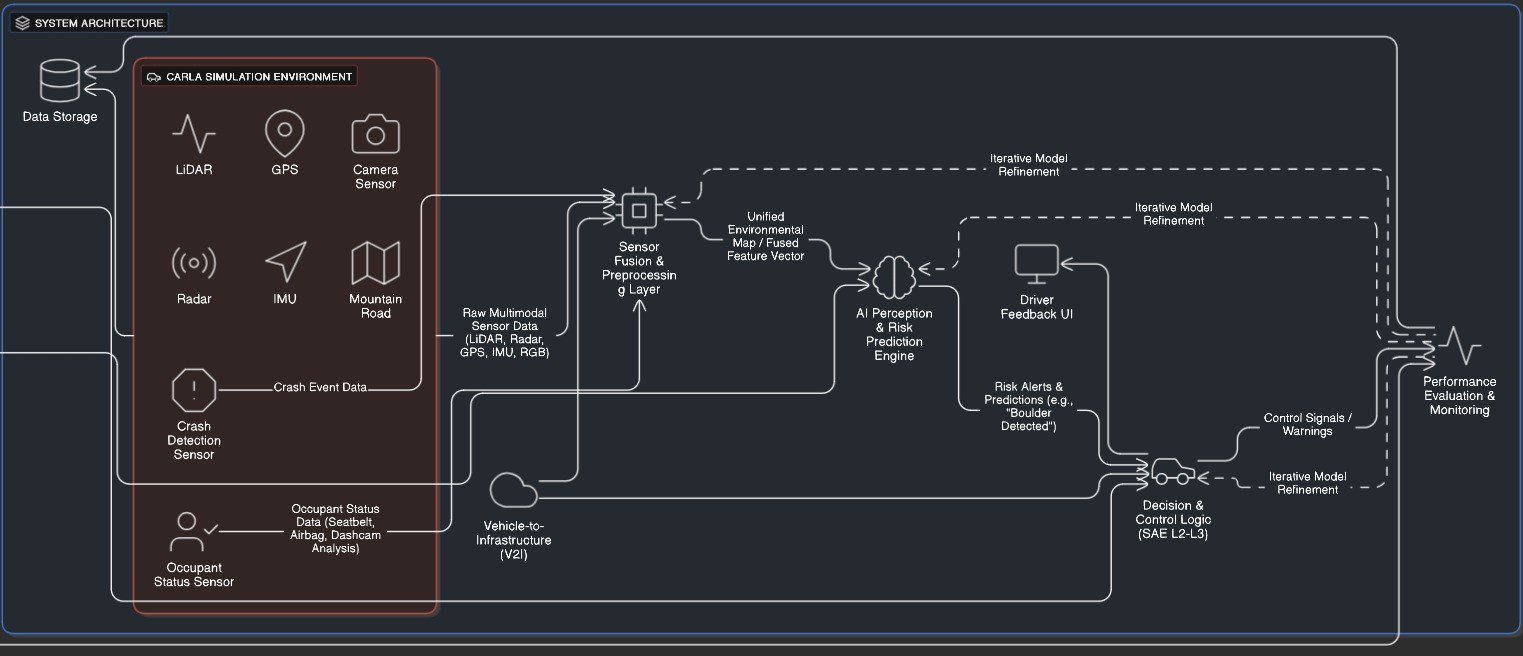 SYSTEM ARCHITECTURE
Data Storage
CARLA SIMULATION ENVIRONMENT
LiDAR
GPS
Camera
Sensor
Radar
IMU
Mountain
Road
Crash Event Data
Crash
Detection
Sensor
Occupant Status
Data (Seatbelt,
Airbag, Dashcam
Analysis)
Occupant
Status Sensor
Raw Multimodal
Sensor Data
(LiDAR, Radar,
GPS, IMU, RGB)
Vehicle-to-
Infrastructure
(V2I)
Sensor
Fusion &
Preprocessin
g Layer
Unified
Environmental
Map / Fused
Feature Vector
Iterative Model
Refinement
Iterative Model
Refinement
AI Perception
& Risk
Prediction
Engine
Driver
Feedback UI
Risk Alerts &
Predictions (e.g.,
"Boulder
Detected")
Decision &
Control Logic
(SAE L2-L3)
Control Signals /
Warnings
Iterative Model
Refinement
Performance
Evaluation &
Monitoring